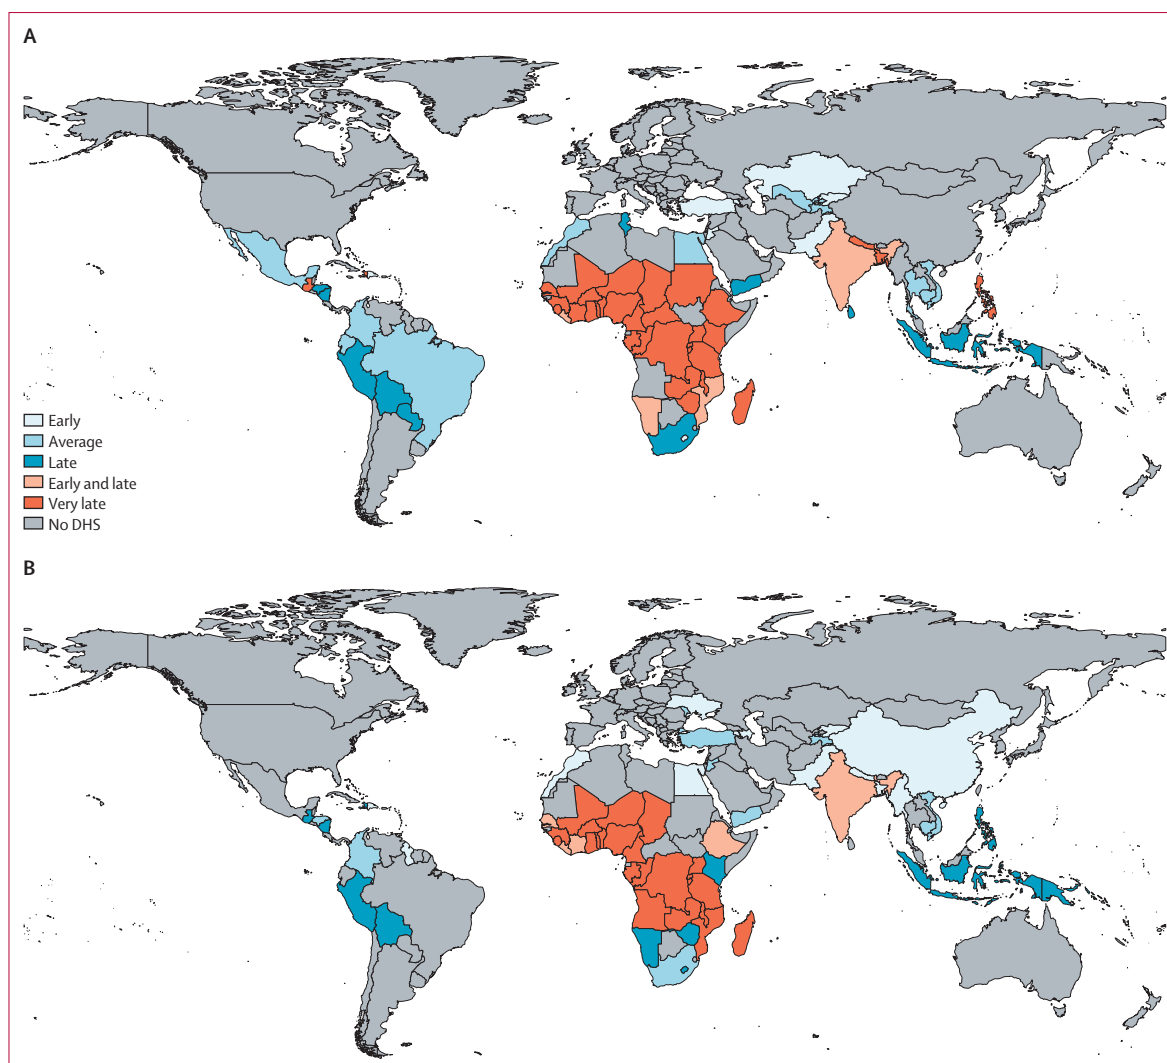 A
Early
Average
Late
Early and late
Very late
No DHS
B